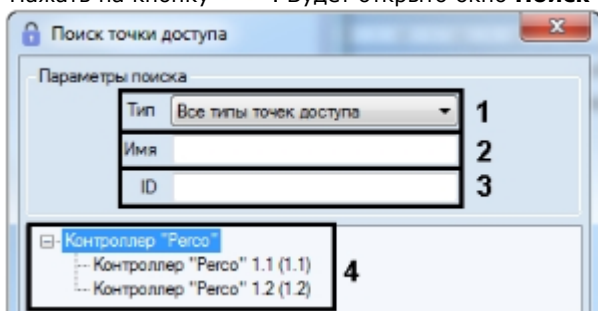 Нажать на кнопку . Будет открыто окно Поиск
Поиск точки доступа
Параметры поиска
Тип Все типы точек доступа 1
Имя 2
ID 3
Контроллер "Perco"
Контроллер "Perco" 1.1 (1.1)
Контроллер "Perco" 1.2 (1.2)
4